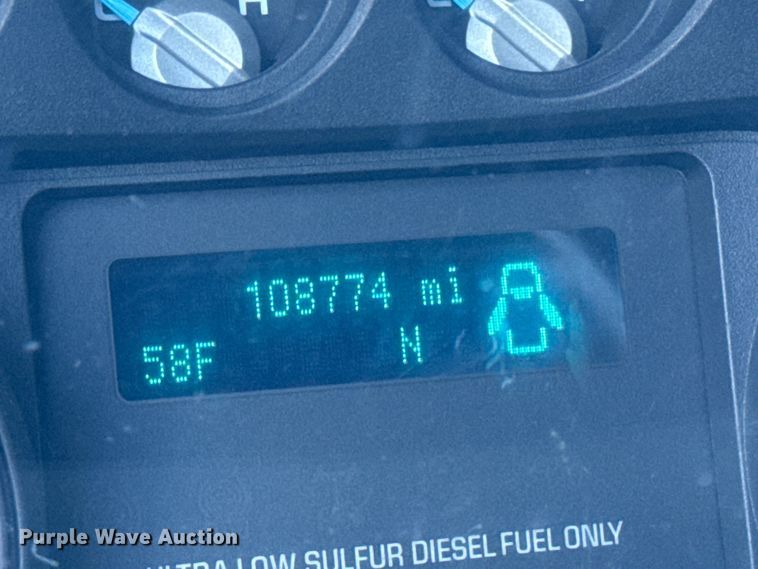 H
108774 mi
58F N
ULTRA LOW SULFUR DIESEL FUEL ONLY
Purple Wave Auction